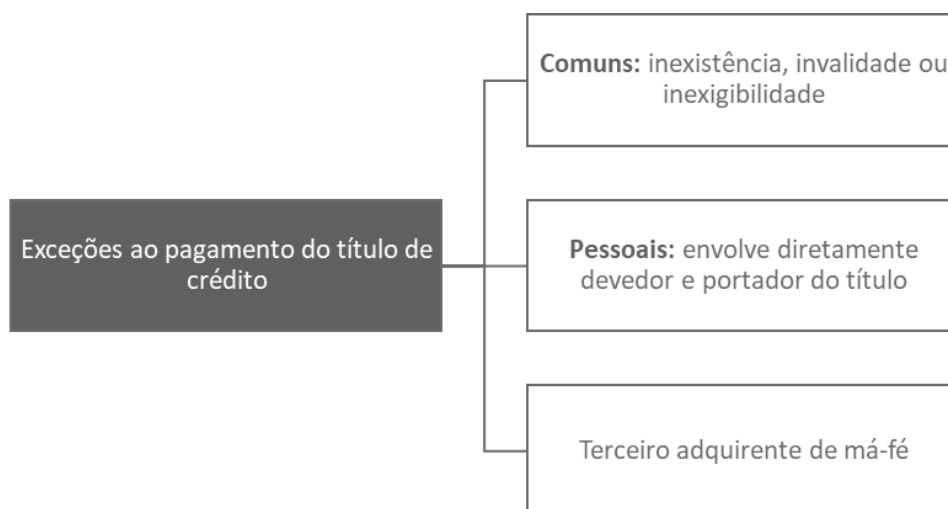 Comuns: inexistência, invalidade ou
inexigibilidade
Exceções ao pagamento do título de
crédito
Pessoais: envolve diretamente
devedor e portador do título
Terceiro adquirente de má-fé